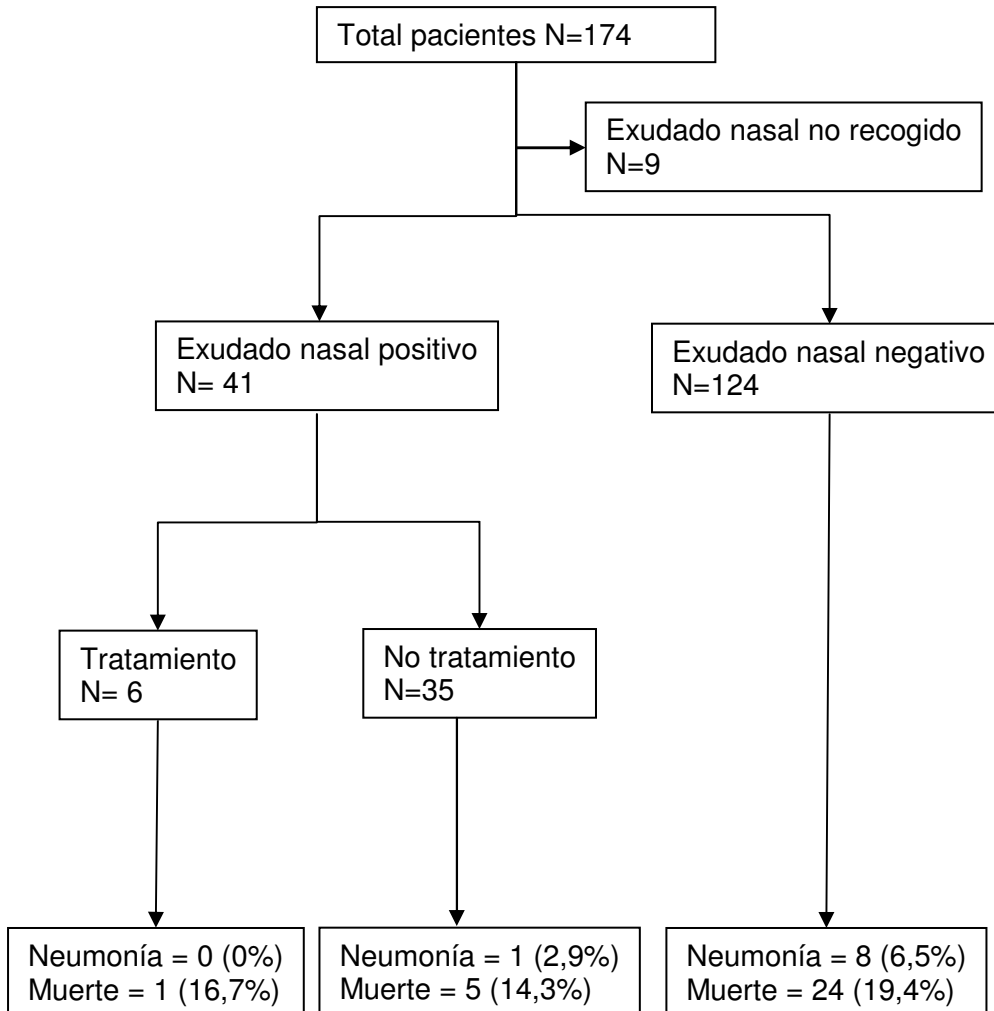 Total pacientes N=174
Exudado nasal no recogido
N=9
Exudado nasal positivo
N= 41
Exudado nasal negativo
N=124
Tratamiento
N= 6
No tratamiento
N=35
Neumonía = 0 (0%)
Muerte = 1 (16,7%)
Neumonía = 1 (2,9%)
Muerte = 5 (14,3%)
Neumonía = 8 (6,5%)
Muerte = 24 (19,4%)